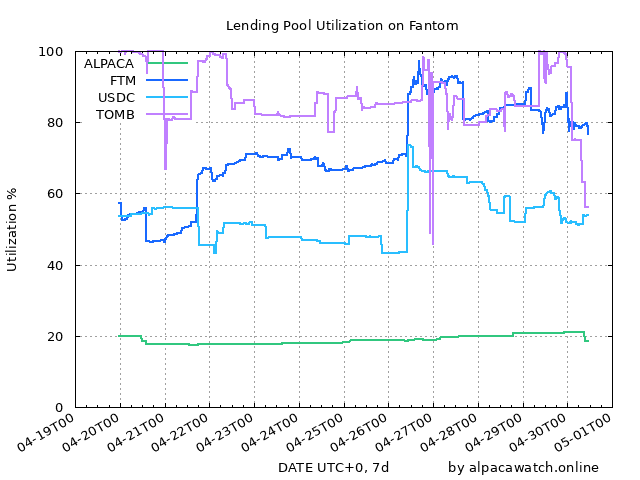 Lending Pool Utilization on Fantom
Utilization %
100
80
60
40
20
0
ALPACA
FTM
USDC
TOMB
04-19T00
04-20T00
04-21T00
04-22T00
04-23T00
04-24T00
04-25T00
04-26T00
04-27T00
04-28T00
04-29T00
04-30T00
05-01T00
DATE UTC+0, 7d by alpacawatch.online